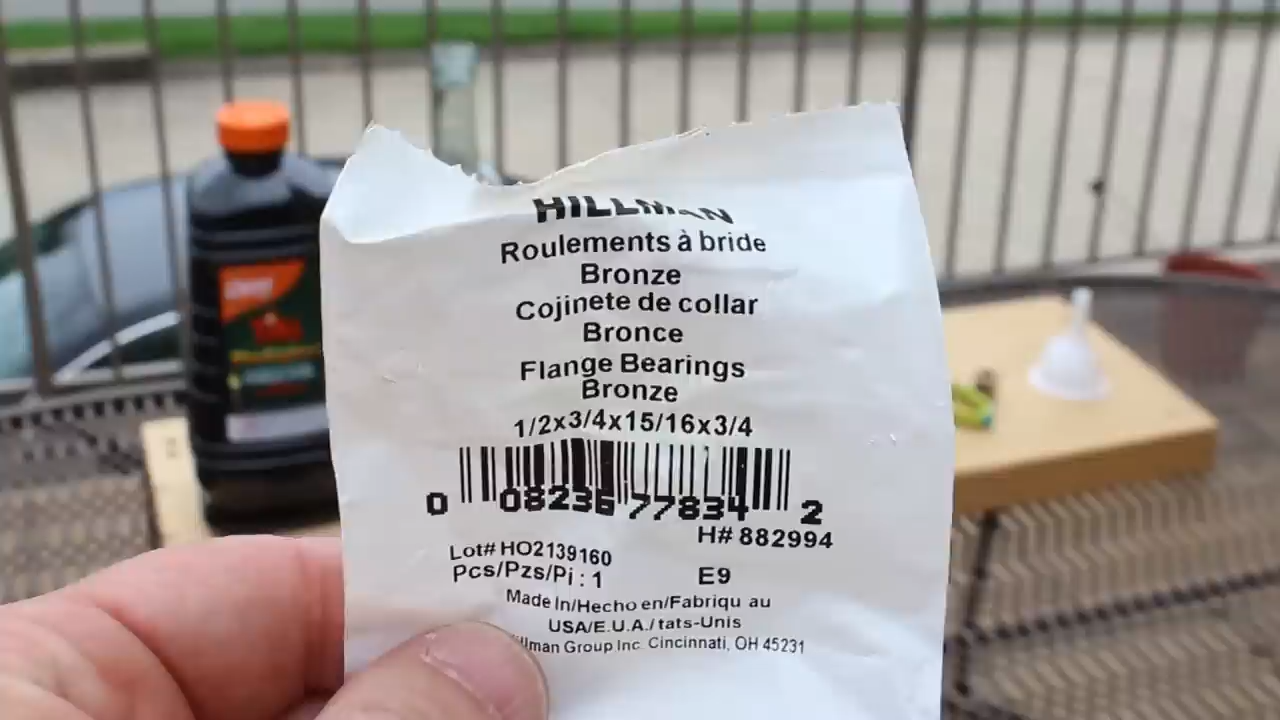 HILLMAN
Roulements à bride
Bronze
Cojinete de collar
Bronce
Flange Bearings
Bronze
1/2x3/4x15/16x3/4
0 08236 77834 2
H# 882994
Lot# HO2139160
Pcs/Pzs/Pi : 1 E9
Made In/Hecho en/Fabriqu au
USA/E.U.A./ tats-Unis
Group Inc. Cincinnati, OH 45231